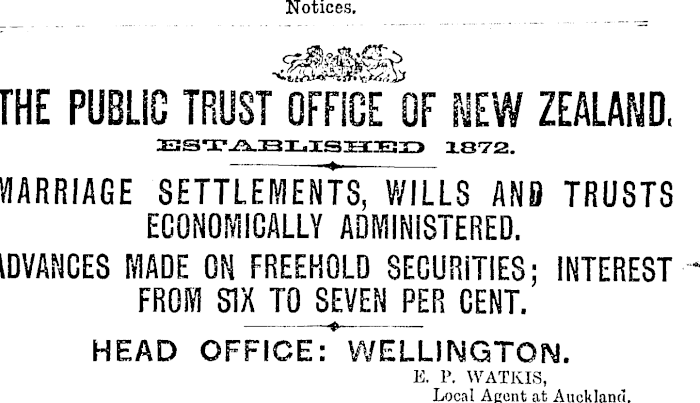 Notices.
THE PUBLIC TRUST OFFICE OF NEW ZEALAND.
ESTABLISHED 1872.
MARRIAGE SETTLEMENTS, WILLS AND TRUSTS
ECONOMICALLY ADMINISTERED.
ADVANCES MADE ON FREEHOLD SECURITIES; INTEREST
FROM SIX TO SEVEN PER CENT.
HEAD OFFICE: WELLINGTON.
E. P. WATKIS,
Local Agent at Auckland.